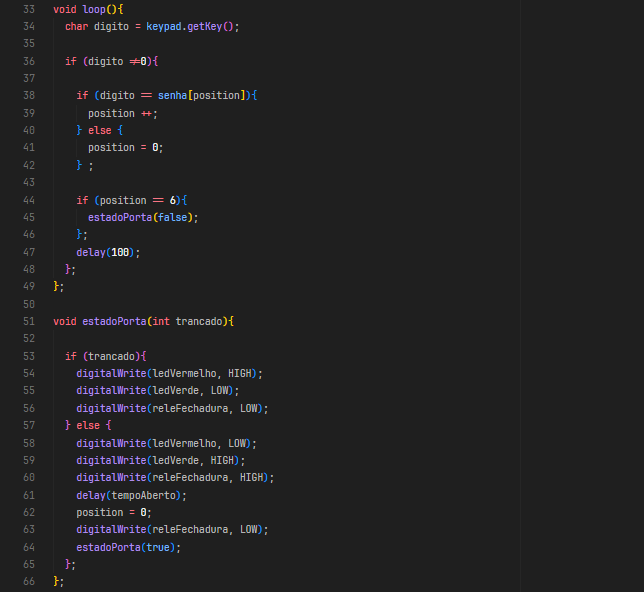 33 void loop(){
34   char digito = keypad.getKey();
35
36   if (digito !=0){
37
38     if (digito == senha[position]){
39       position ++;
40     } else {
41       position = 0;
42     } ;
43
44     if (position == 6){
45       estadoPorta(false);
46     };
47     delay(100);
48   };
49 };
50
51 void estadoPorta(int trancado){
52
53   if (trancado){
54     digitalWrite(ledVermelho, HIGH);
55     digitalWrite(ledVerde, LOW);
56     digitalWrite(releFechadura, LOW);
57   } else {
58     digitalWrite(ledVermelho, LOW);
59     digitalWrite(ledVerde, HIGH);
60     digitalWrite(releFechadura, HIGH);
61     delay(tempoAberto);
62     position = 0;
63     digitalWrite(releFechadura, LOW);
64     estadoPorta(true);
65   };
66 };